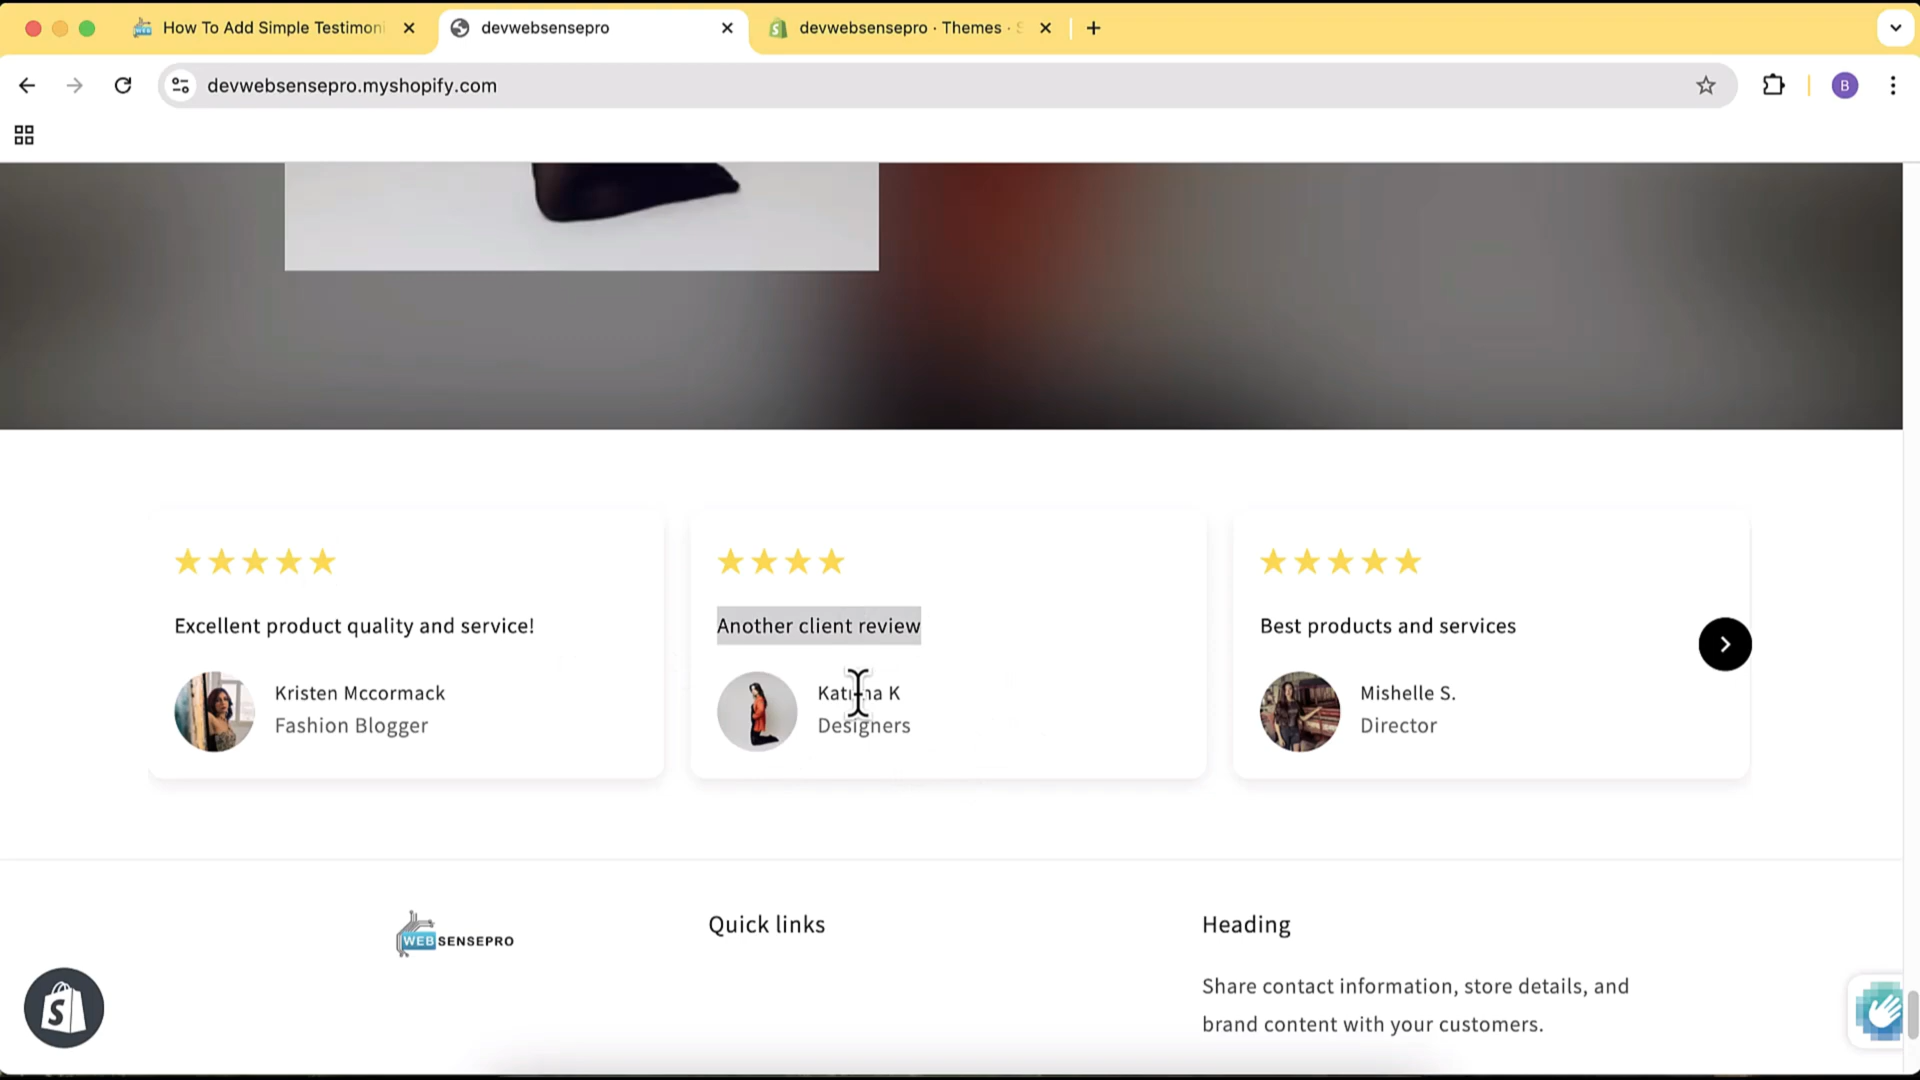 How To Add Simple Testimoni
devwebsensepro
devwebsensepro · Themes ·
devwebsensepro.myshopify.com
B
Excellent product quality and service!
Kristen Mccormack
Fashion Blogger
Another client review
K
Designers
Best products and services
Mishelle S.
Director
WEBSENSEPRO
Quick links
Heading
Share contact information, store details, and
brand content with your customers.